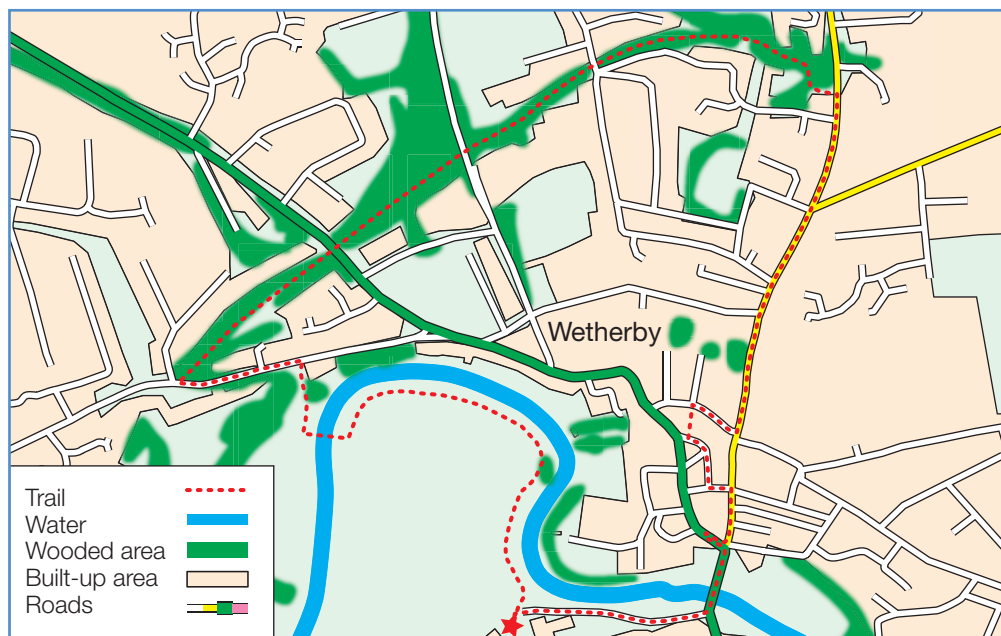 Wetherby
Trail
Water
Wooded area
Built-up area
Roads